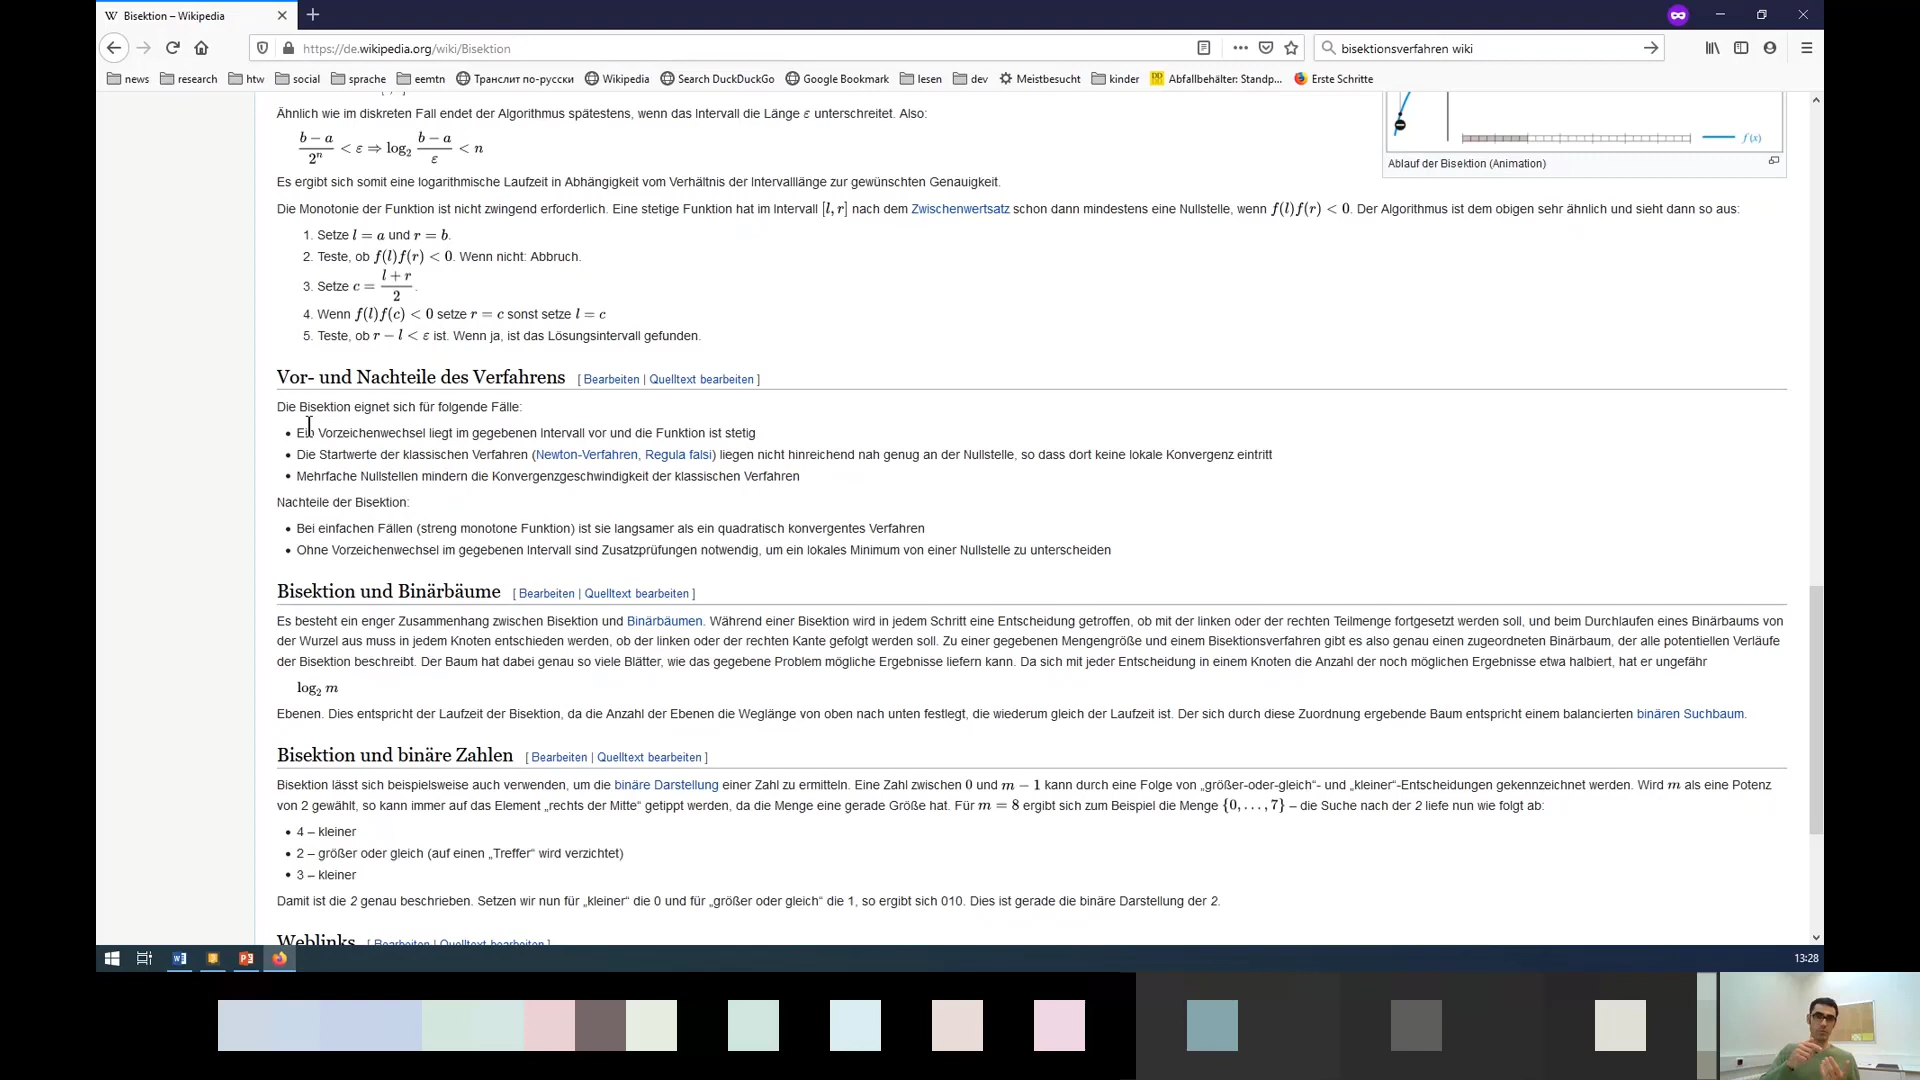 Bisektion – Wikipedia
https://de.wikipedia.org/wiki/Bisektion
bisektionsverfahren wiki
news research htw social sprache eemtn Транслит по-русски Wikipedia Search DuckDuckGo Google Bookmark lesen dev Meistbesucht kinder Abfallbehälter: Standp... Erste Schritte
Ähnlich wie im diskreten Fall endet der Algorithmus spätestens, wenn das Intervall die Länge ε unterschreitet. Also:
(b − a)/2ⁿ < ε ⇒ log₂ (b − a)/ε < n
f(x)
Ablauf der Bisektion (Animation)
Es ergibt sich somit eine logarithmische Laufzeit in Abhängigkeit vom Verhältnis der Intervalllänge zur gewünschten Genauigkeit.
Die Monotonie der Funktion ist nicht zwingend erforderlich. Eine stetige Funktion hat im Intervall [l, r] nach dem Zwischenwertsatz schon dann mindestens eine Nullstelle, wenn f(l)f(r) < 0. Der Algorithmus ist dem obigen sehr ähnlich und sieht dann so aus:
1. Setze l = a und r = b.
2. Teste, ob f(l)f(r) < 0. Wenn nicht: Abbruch.
3. Setze c = (l + r)/2.
4. Wenn f(l)f(c) < 0 setze r = c sonst setze l = c
5. Teste, ob r − l < ε ist. Wenn ja, ist das Lösungsintervall gefunden.
Vor- und Nachteile des Verfahrens [ Bearbeiten | Quelltext bearbeiten ]
Die Bisektion eignet sich für folgende Fälle:
• Ein Vorzeichenwechsel liegt im gegebenen Intervall vor und die Funktion ist stetig
• Die Startwerte der klassischen Verfahren (Newton-Verfahren, Regula falsi) liegen nicht hinreichend nah genug an der Nullstelle, so dass dort keine lokale Konvergenz eintritt
• Mehrfache Nullstellen mindern die Konvergenzgeschwindigkeit der klassischen Verfahren
Nachteile der Bisektion:
• Bei einfachen Fällen (streng monotone Funktion) ist sie langsamer als ein quadratisch konvergentes Verfahren
• Ohne Vorzeichenwechsel im gegebenen Intervall sind Zusatzprüfungen notwendig, um ein lokales Minimum von einer Nullstelle zu unterscheiden
Bisektion und Binärbäume [ Bearbeiten | Quelltext bearbeiten ]
Es besteht ein enger Zusammenhang zwischen Bisektion und Binärbäumen. Während einer Bisektion wird in jedem Schritt eine Entscheidung getroffen, ob mit der linken oder der rechten Teilmenge fortgesetzt werden soll, und beim Durchlaufen eines Binärbaums von
der Wurzel aus muss in jedem Knoten entschieden werden, ob der linken oder der rechten Kante gefolgt werden soll. Zu einer gegebenen Mengengröße und einem Bisektionsverfahren gibt es also genau einen zugeordneten Binärbaum, der alle potentiellen Verläufe
der Bisektion beschreibt. Der Baum hat dabei genau so viele Blätter, wie das gegebene Problem mögliche Ergebnisse liefern kann. Da sich mit jeder Entscheidung in einem Knoten die Anzahl der noch möglichen Ergebnisse etwa halbiert, hat er ungefähr
log₂ m
Ebenen. Dies entspricht der Laufzeit der Bisektion, da die Anzahl der Ebenen die Weglänge von oben nach unten festlegt, die wiederum gleich der Laufzeit ist. Der sich durch diese Zuordnung ergebende Baum entspricht einem balancierten binären Suchbaum.
Bisektion und binäre Zahlen [ Bearbeiten | Quelltext bearbeiten ]
Bisektion lässt sich beispielsweise auch verwenden, um die binäre Darstellung einer Zahl zu ermitteln. Eine Zahl zwischen 0 und m − 1 kann durch eine Folge von „größer-oder-gleich“- und „kleiner“-Entscheidungen gekennzeichnet werden. Wird m als eine Potenz
von 2 gewählt, so kann immer auf das Element „rechts der Mitte“ getippt werden, da die Menge eine gerade Größe hat. Für m = 8 ergibt sich zum Beispiel die Menge {0, . . . , 7} – die Suche nach der 2 liefe nun wie folgt ab:
• 4 – kleiner
• 2 – größer oder gleich (auf einen „Treffer“ wird verzichtet)
• 3 – kleiner
Damit ist die 2 genau beschrieben. Setzen wir nun für „kleiner“ die 0 und für „größer oder gleich“ die 1, so ergibt sich 010. Dies ist gerade die binäre Darstellung der 2.
Weblinks [ Bearbeiten | Quelltext bearbeiten ]
13:28